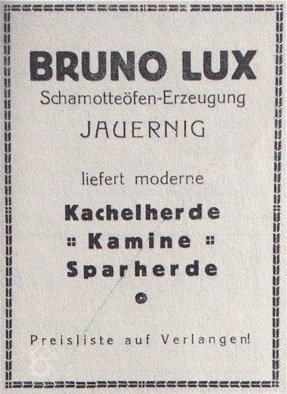 BRUNO LUX
Schamotteöfen-Erzeugung
JAUERNIG
liefert moderne
Kachelherde
:: Kamine ::
Sparherde
Preisliste auf Verlangen!